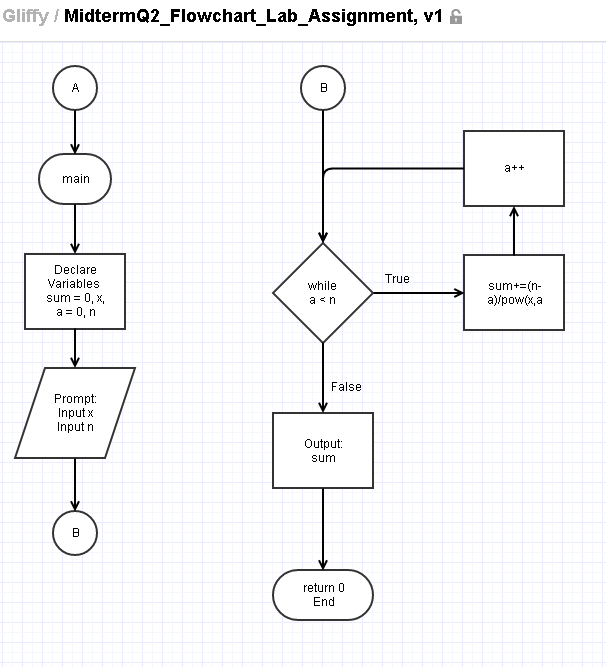 Gliffy / MidtermQ2_Flowchart_Lab_Assignment, v1
A
main
Declare
Variables
sum = 0, x,
a = 0, n
Prompt:
Input x
Input n
B
B
a++
while
a < n
True
sum+=(n-
a)/pow(x,a
False
Output:
sum
return 0
End